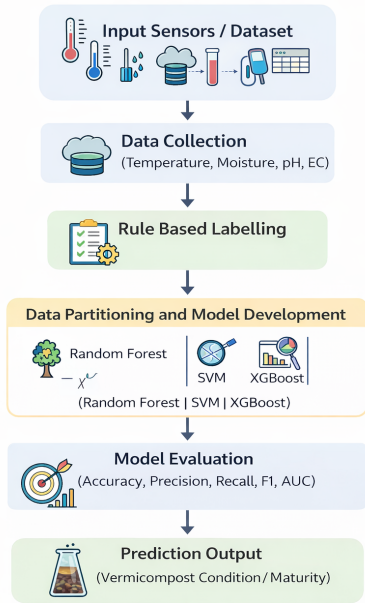 Input Sensors / Dataset
Data Collection
(Temperature, Moisture, pH, EC)
Rule Based Labelling
Data Partitioning and Model Development
Random Forest
SVM
XGBoost
(Random Forest | SVM | XGBoost)
Model Evaluation
(Accuracy, Precision, Recall, F1, AUC)
Prediction Output
(Vermicompost Condition / Maturity)